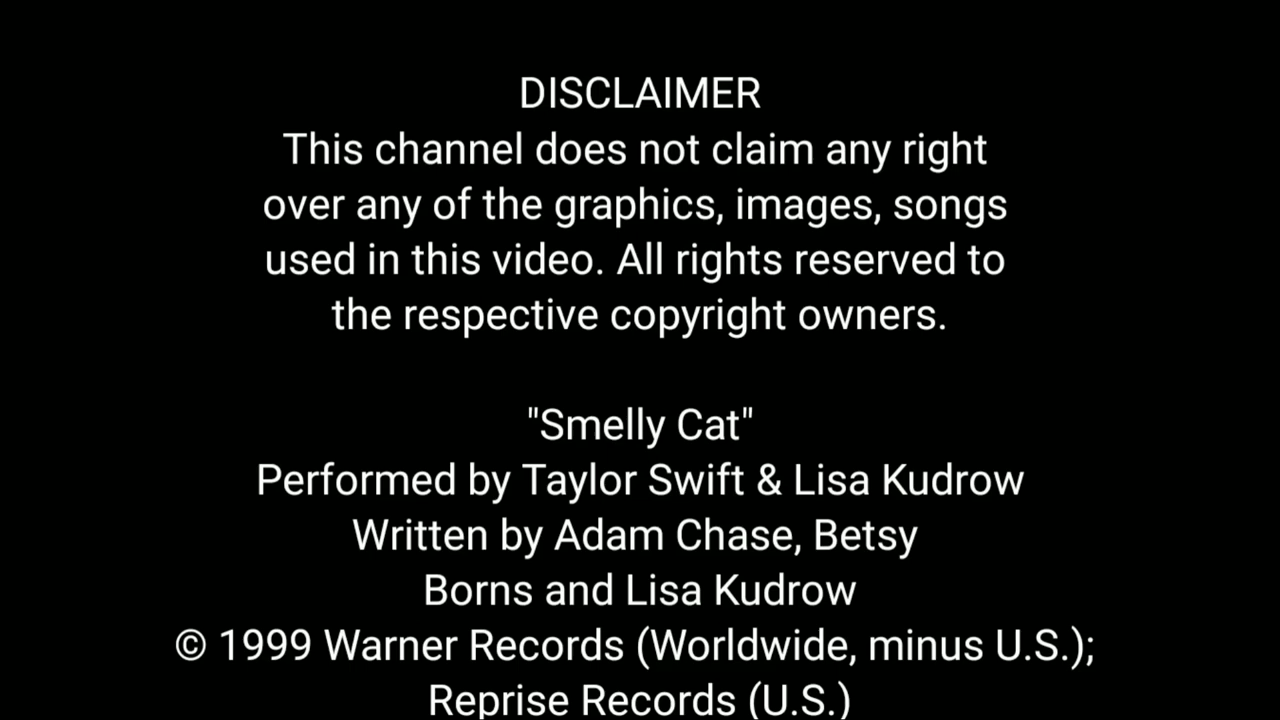 DISCLAIMER
This channel does not claim any right
over any of the graphics, images, songs
used in this video. All rights reserved to
the respective copyright owners.
"Smelly Cat"
Performed by Taylor Swift & Lisa Kudrow
Written by Adam Chase, Betsy
Borns and Lisa Kudrow
© 1999 Warner Records (Worldwide, minus U.S.);
Reprise Records (U.S.)